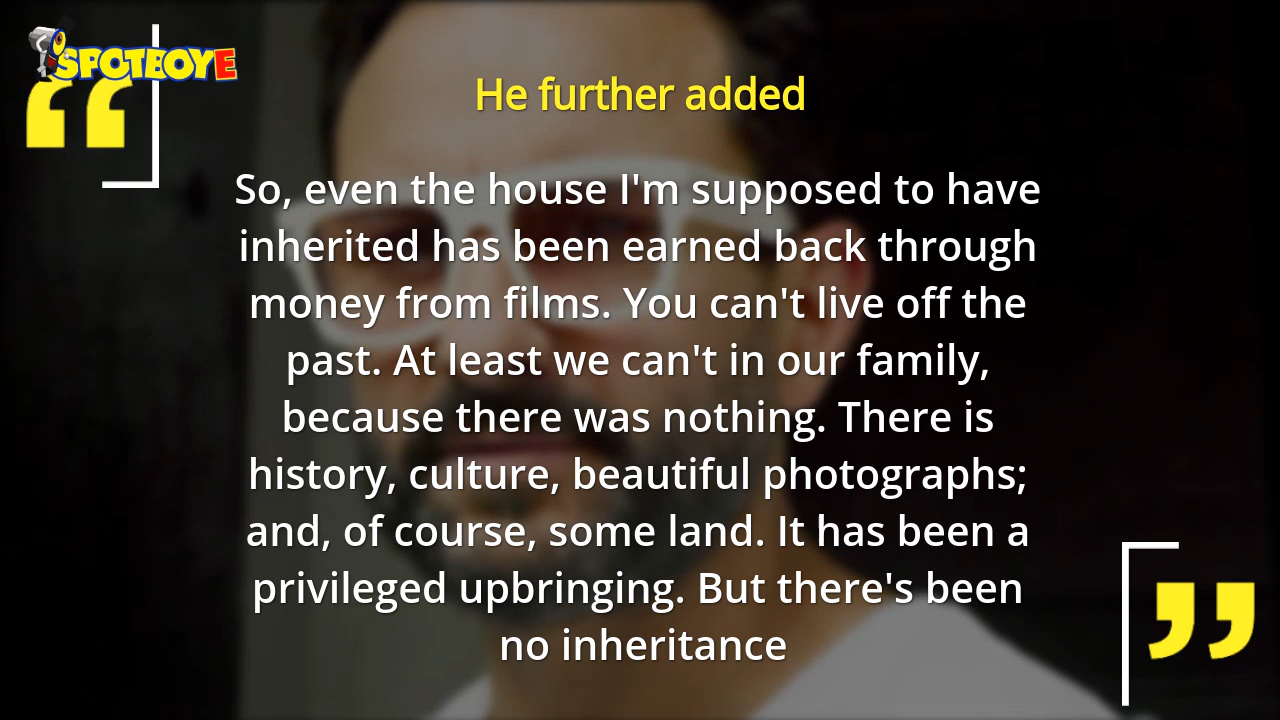 SPOTBOYE
He further added
So, even the house I'm supposed to have
inherited has been earned back through
money from films. You can't live off the
past. At least we can't in our family,
because there was nothing. There is
history, culture, beautiful photographs;
and, of course, some land. It has been a
privileged upbringing. But there's been
no inheritance